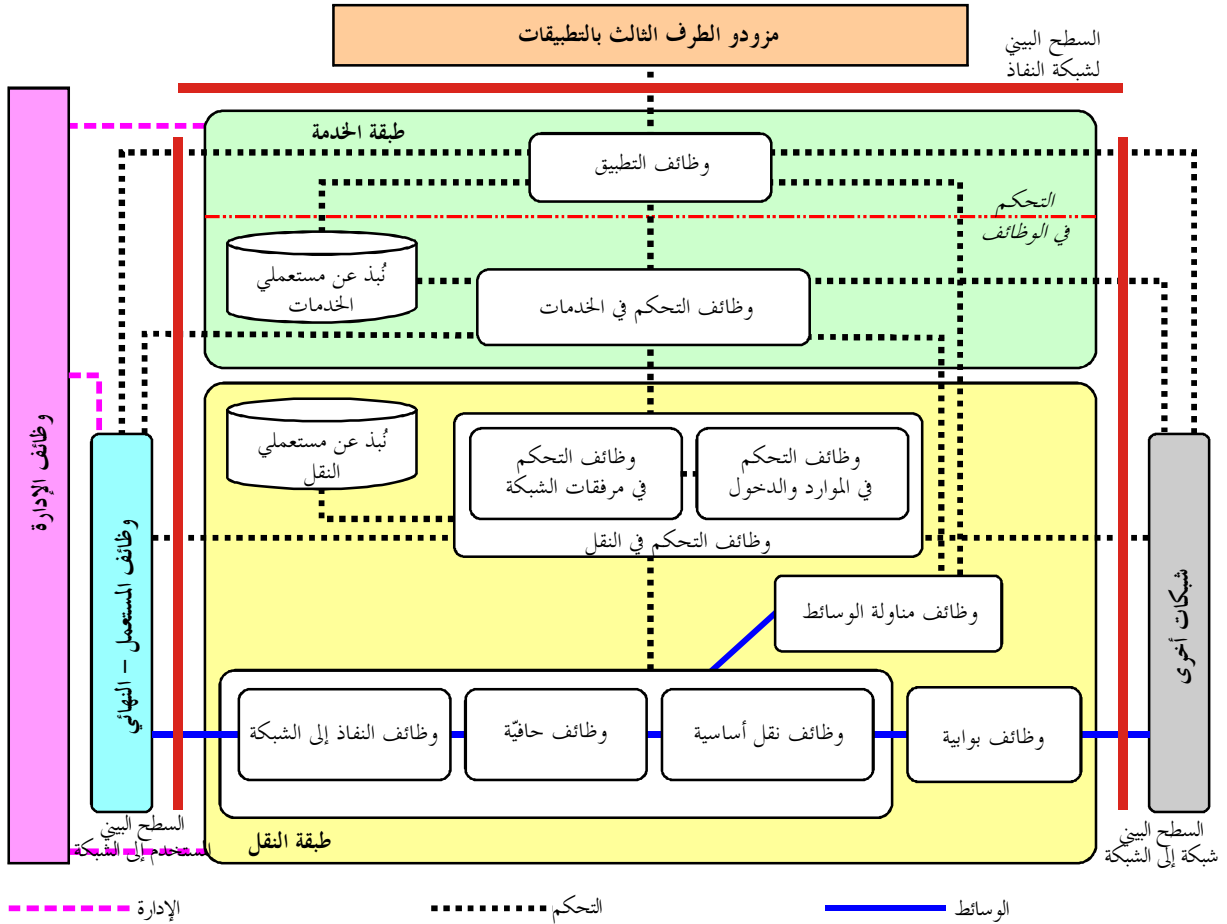 مزودو الطرف الثالث بالتطبيقات
السطح البيني
لشبكة النفاذ
طبقة الخدمة
وظائف التطبيق
التحكم
في الوظائف
نُبذ عن مستعملي
الخدمات
وظائف التحكم في الخدمات
وظائف الإدارة
نُبذ عن مستعملي
النقل
وظائف التحكم
في مرفقات الشبكة
وظائف التحكم
في الموارد والدخول
وظائف التحكم في النقل
وظائف المستعمل – النهائي
شبكات أخرى
وظائف مناولة الوسائط
وظائف النفاذ إلى الشبكة
وظائف حافيّة
وظائف نقل أساسية
وظائف بوابية
طبقة النقل
السطح البيني
المستخدم إلى الشبكة
السطح البيني
شبكة إلى الشبكة
الإدارة
التحكم
الوسائط